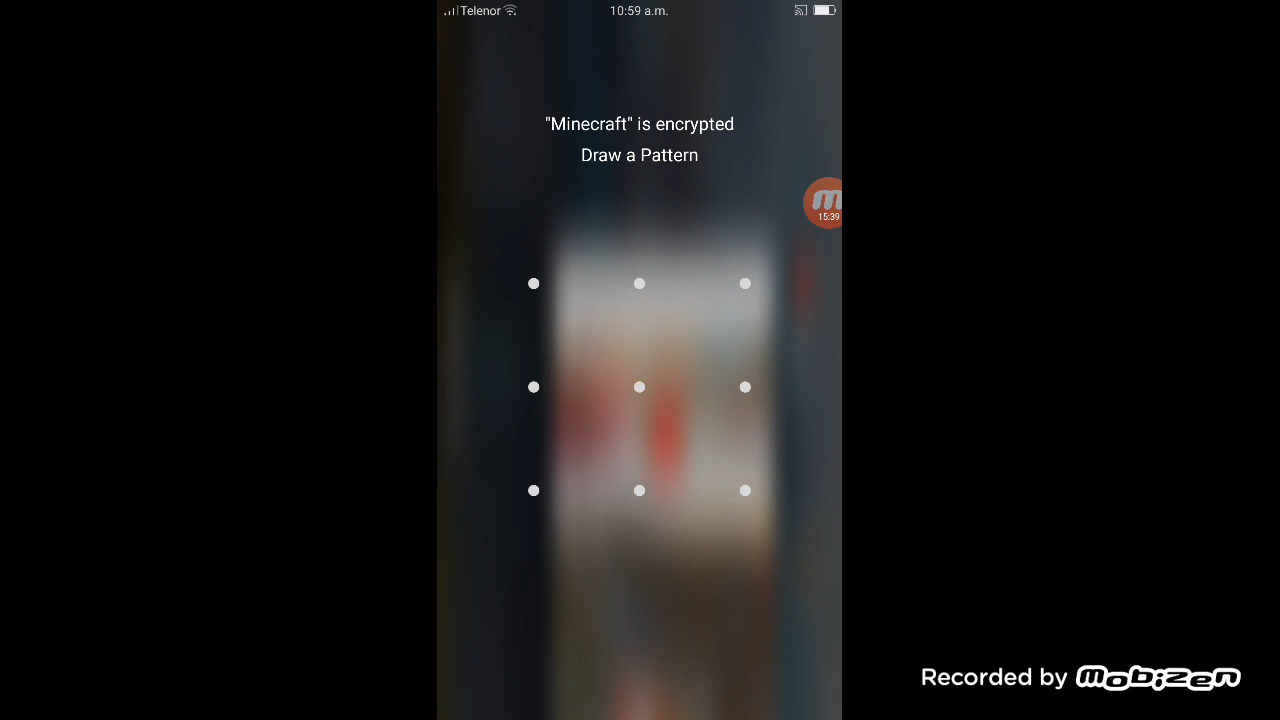 Telenor 10:59 a.m.
"Minecraft" is encrypted
Draw a Pattern
m
15:39
Recorded by mobizen